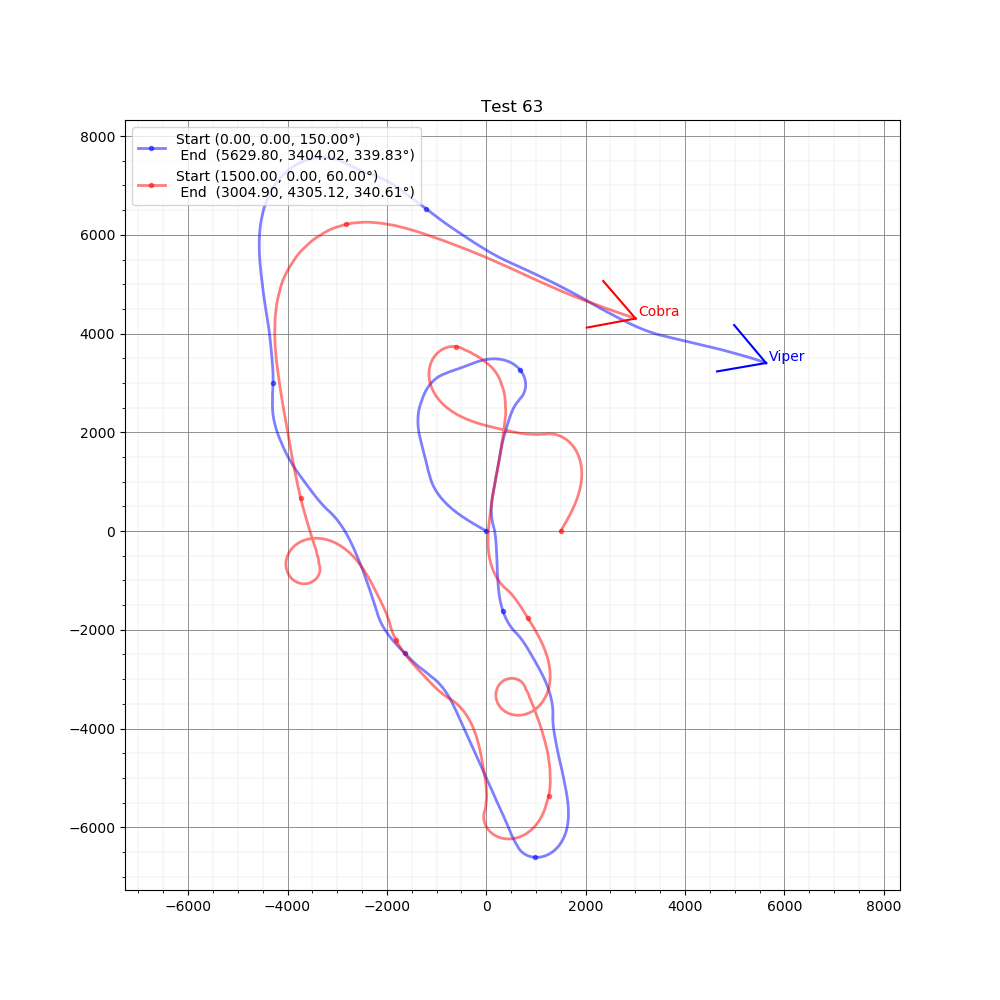 Test 63
Start (0.00, 0.00, 150.00°)
End (5629.80, 3404.02, 339.83°)
Start (1500.00, 0.00, 60.00°)
End (3004.90, 4305.12, 340.61°)
8000
6000
4000
2000
0
−2000
−4000
−6000
Cobra
Viper
−6000 −4000 −2000 0 2000 4000 6000 8000